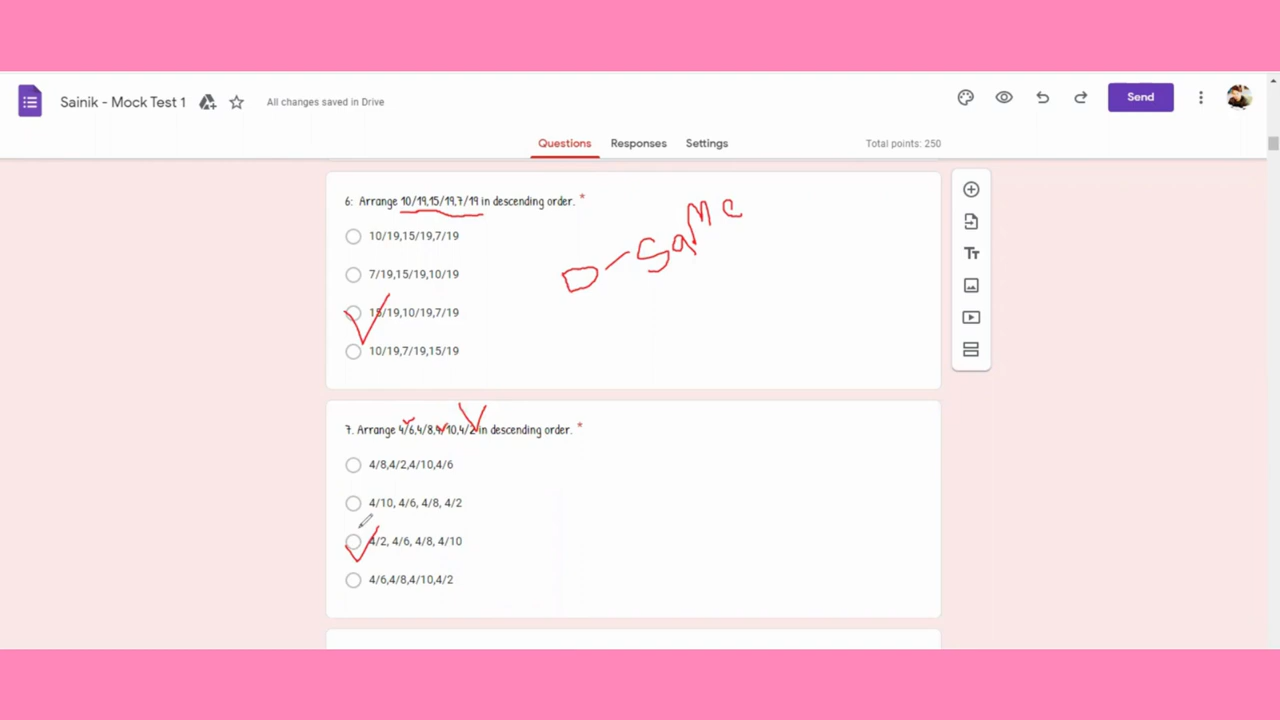 Sainik - Mock Test 1
All changes saved in Drive
Send
Questions Responses Settings
Total points: 250
6: Arrange 10/19,15/19,7/19 in descending order. *
10/19,15/19,7/19
7/19,15/19,10/19
15/19,10/19,7/19
10/19,7/19,15/19
D-SaMe
7. Arrange 4/6,4/8,4/10,4/2 in descending order. *
4/8,4/2,4/10,4/6
4/10, 4/6, 4/8, 4/2
4/2, 4/6, 4/8, 4/10
4/6,4/8,4/10,4/2